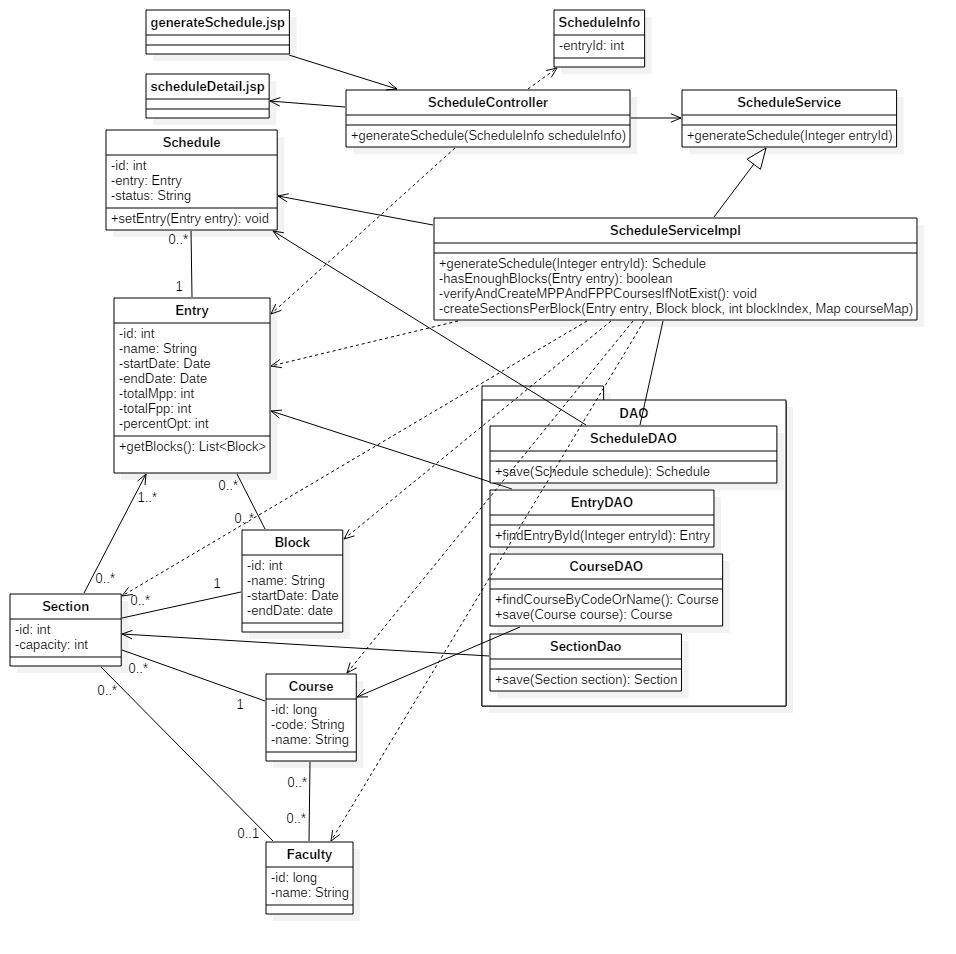 generateSchedule.jsp
ScheduleInfo
-entryId: int
scheduleDetail.jsp
ScheduleController
+generateSchedule(ScheduleInfo scheduleInfo)
ScheduleService
+generateSchedule(Integer entryId)
Schedule
-id: int
-entry: Entry
-status: String
+setEntry(Entry entry): void
0..*
1
ScheduleServiceImpl
+generateSchedule(Integer entryId): Schedule
-hasEnoughBlocks(Entry entry): boolean
-verifyAndCreateMPPAndFPPCoursesIfNotExist(): void
-createSectionsPerBlock(Entry entry, Block block, int blockIndex, Map courseMap)
Entry
-id: int
-name: String
-startDate: Date
-endDate: Date
-totalMpp: int
-totalFpp: int
-percentOpt: int
+getBlocks(): List<Block>
1..*
0..*
0..*
0..*
DAO
ScheduleDAO
+save(Schedule schedule): Schedule
EntryDAO
+findEntryById(Integer entryId): Entry
CourseDAO
+findCourseByCodeOrName(): Course
+save(Course course): Course
SectionDao
+save(Section section): Section
Block
-id: int
-name: String
-startDate: Date
-endDate: date
1
0..*
Section
-id: int
-capacity: int
0..*
1
0..*
Course
-id: long
-code: String
-name: String
0..*
0..*
0..1
Faculty
-id: long
-name: String